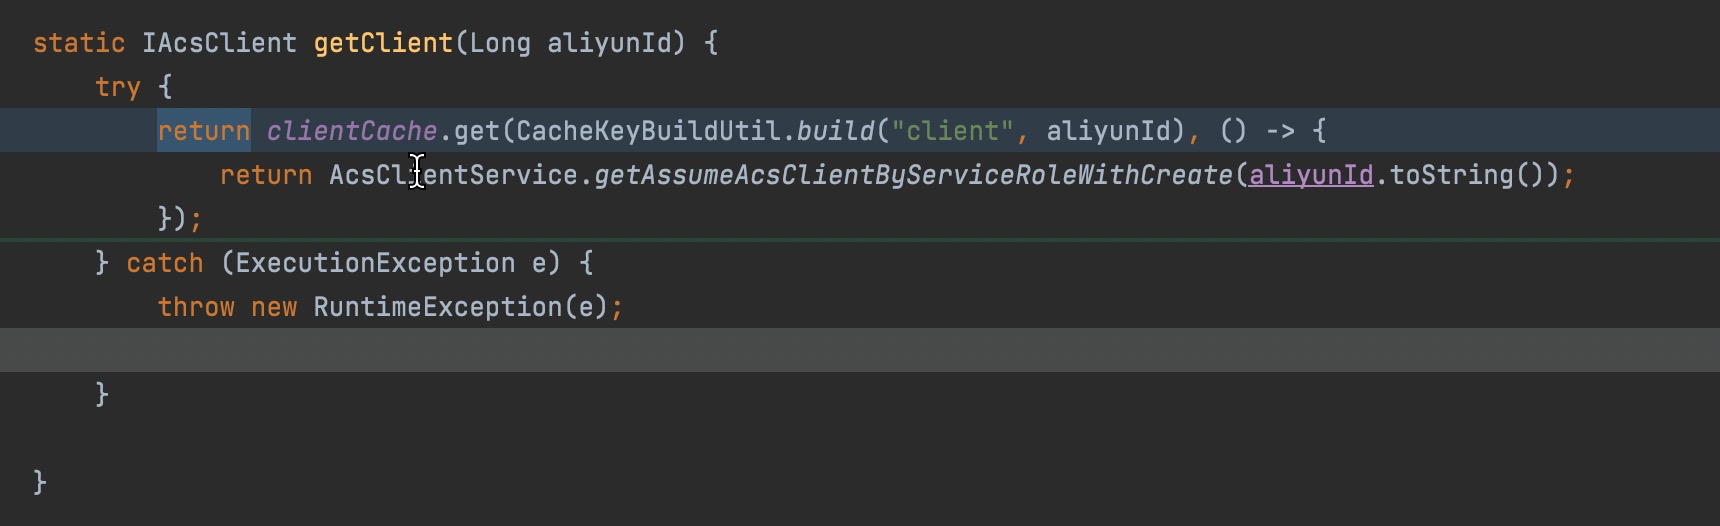 static IAcsClient getClient(Long aliyunId) {
    try {
        return clientCache.get(CacheKeyBuildUtil.build("client", aliyunId), () -> {
            return AcsClientService.getAssumeAcsClientByServiceRoleWithCreate(aliyunId.toString());
        });
    } catch (ExecutionException e) {
        throw new RuntimeException(e);
    }
}